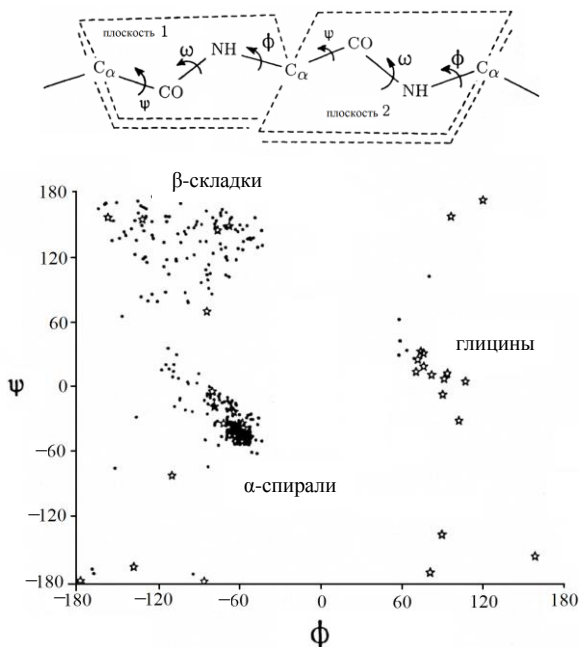 плоскость 1
NH
ϕ
ψ
CO
ω
ω
ϕ
Cα
Cα
Cα
ψ
CO
NH
плоскость 2
β-складки
180
120
60
глицины
ψ
0
−60
α-спирали
−120
−180
−180
−120
−60
0
60
120
180
ϕ